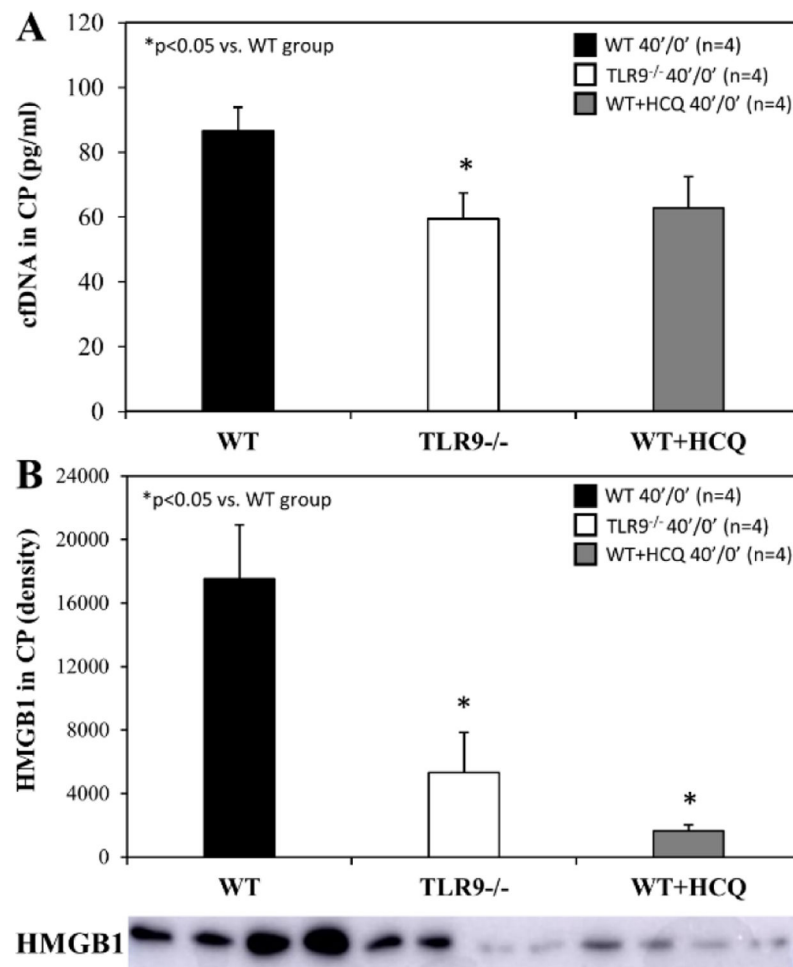 A
120
100
80
60
40
20
0
cfDNA in CP (pg/ml)
*p<0.05 vs. WT group
WT 40'/0' (n=4)
TLR9-/- 40'/0' (n=4)
WT+HCQ 40'/0' (n=4)
*
WT TLR9-/- WT+HCQ
B
24000
20000
16000
12000
8000
4000
0
HMGB1 in CP (density)
*p<0.05 vs. WT group
WT 40'/0' (n=4)
TLR9-/- 40'/0' (n=4)
WT+HCQ 40'/0' (n=4)
*
*
WT TLR9-/- WT+HCQ
HMGB1